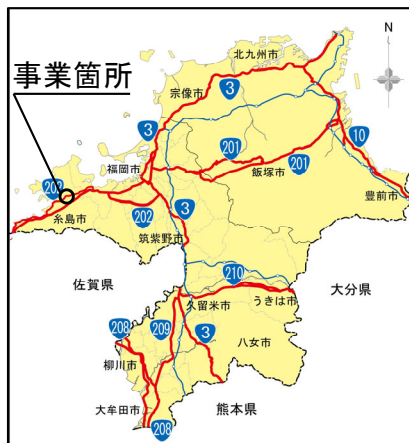 北九州市
N
事業箇所
宗像市
3
3
10
福岡市
201
201
飯塚市
豊前市
202
糸島市
202
3
筑紫野市
210
佐賀県
大分県
久留米市
うきは市
208
209
3
八女市
柳川市
大牟田市
熊本県
208